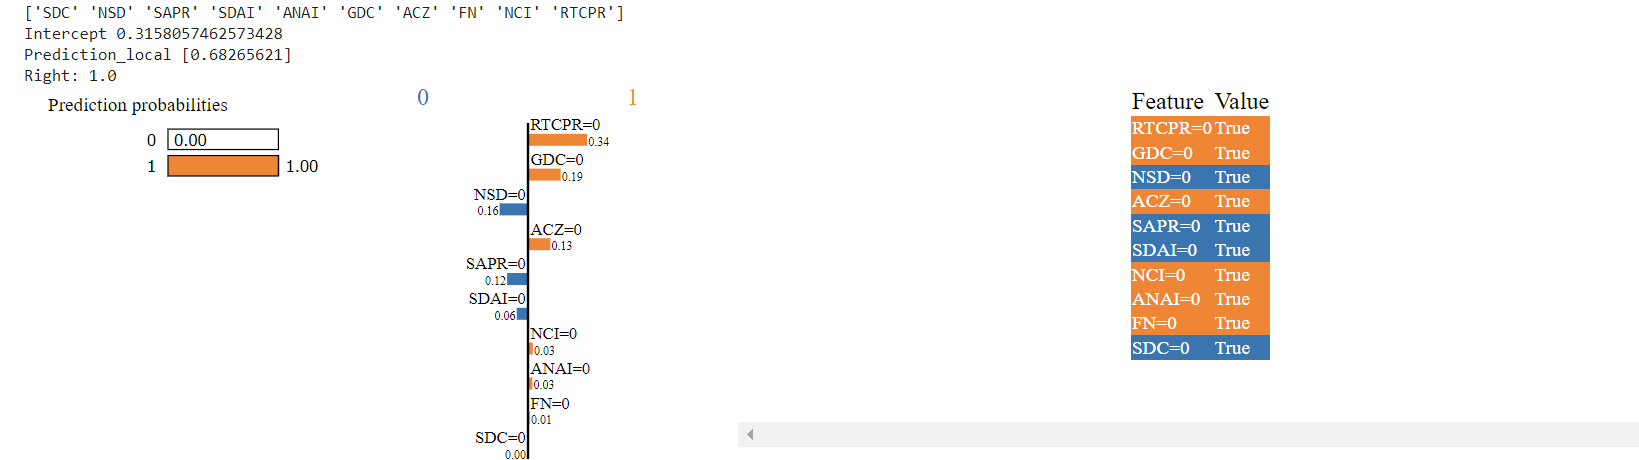 ['SDC' 'NSD' 'SAPR' 'SDAI' 'ANAI' 'GDC' 'ACZ' 'FN' 'NCI' 'RTCPR']
Intercept 0.3158057462573428
Prediction_local [0.68265621]
Right: 1.0
Prediction probabilities
0 0.00
1 1.00
0 1
RTCPR=0
0.34
GDC=0
0.19
NSD=0
0.16
ACZ=0
0.13
SAPR=0
0.12
SDAI=0
0.06
NCI=0
0.03
ANAI=0
0.03
FN=0
0.01
SDC=0
0.00
Feature Value
RTCPR=0 True
GDC=0 True
NSD=0 True
ACZ=0 True
SAPR=0 True
SDAI=0 True
NCI=0 True
ANAI=0 True
FN=0 True
SDC=0 True